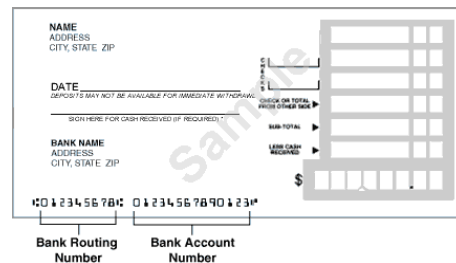 NAME
ADDRESS
CITY, STATE ZIP
DATE
DEPOSITS MAY NOT BE AVAILABLE FOR IMMEDIATE WITHDRAWL
SIGN HERE FOR CASH RECEIVED (IF REQUIRED) *
CHECKS
CHECK OR TOTAL
FROM OTHER SIDE
SUB-TOTAL
LESS CASH
RECEIVED
$
Sample
BANK NAME
ADDRESS
CITY, STATE ZIP
⑆012345678⑆ 01234567890123⑈
Bank Routing Number
Bank Account Number